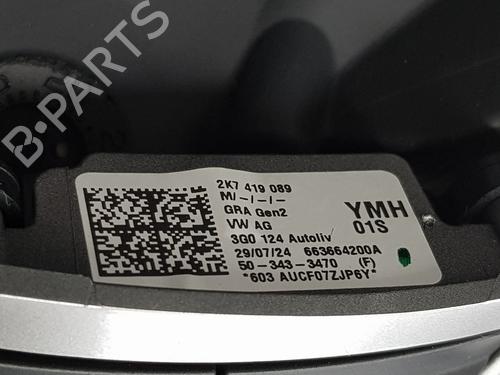 B-PARTS
2K7 419 089
M/-/-/-
GRA Gen2
VW AG
3G0 124 Autoliv
29/07/24 663664200A
50-343-3470 (F)
*603 AUCF07ZJP6Y*
YMH
01S